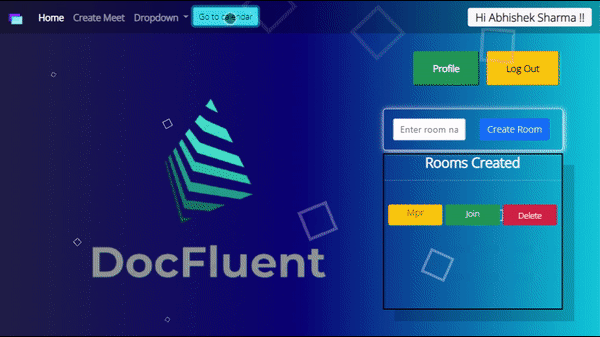 Home Create Meet Dropdown Go to calendar Hi Abhishek Sharma !!
Profile Log Out
Enter room na Create Room
Rooms Created
Mpr Join Delete
DocFluent